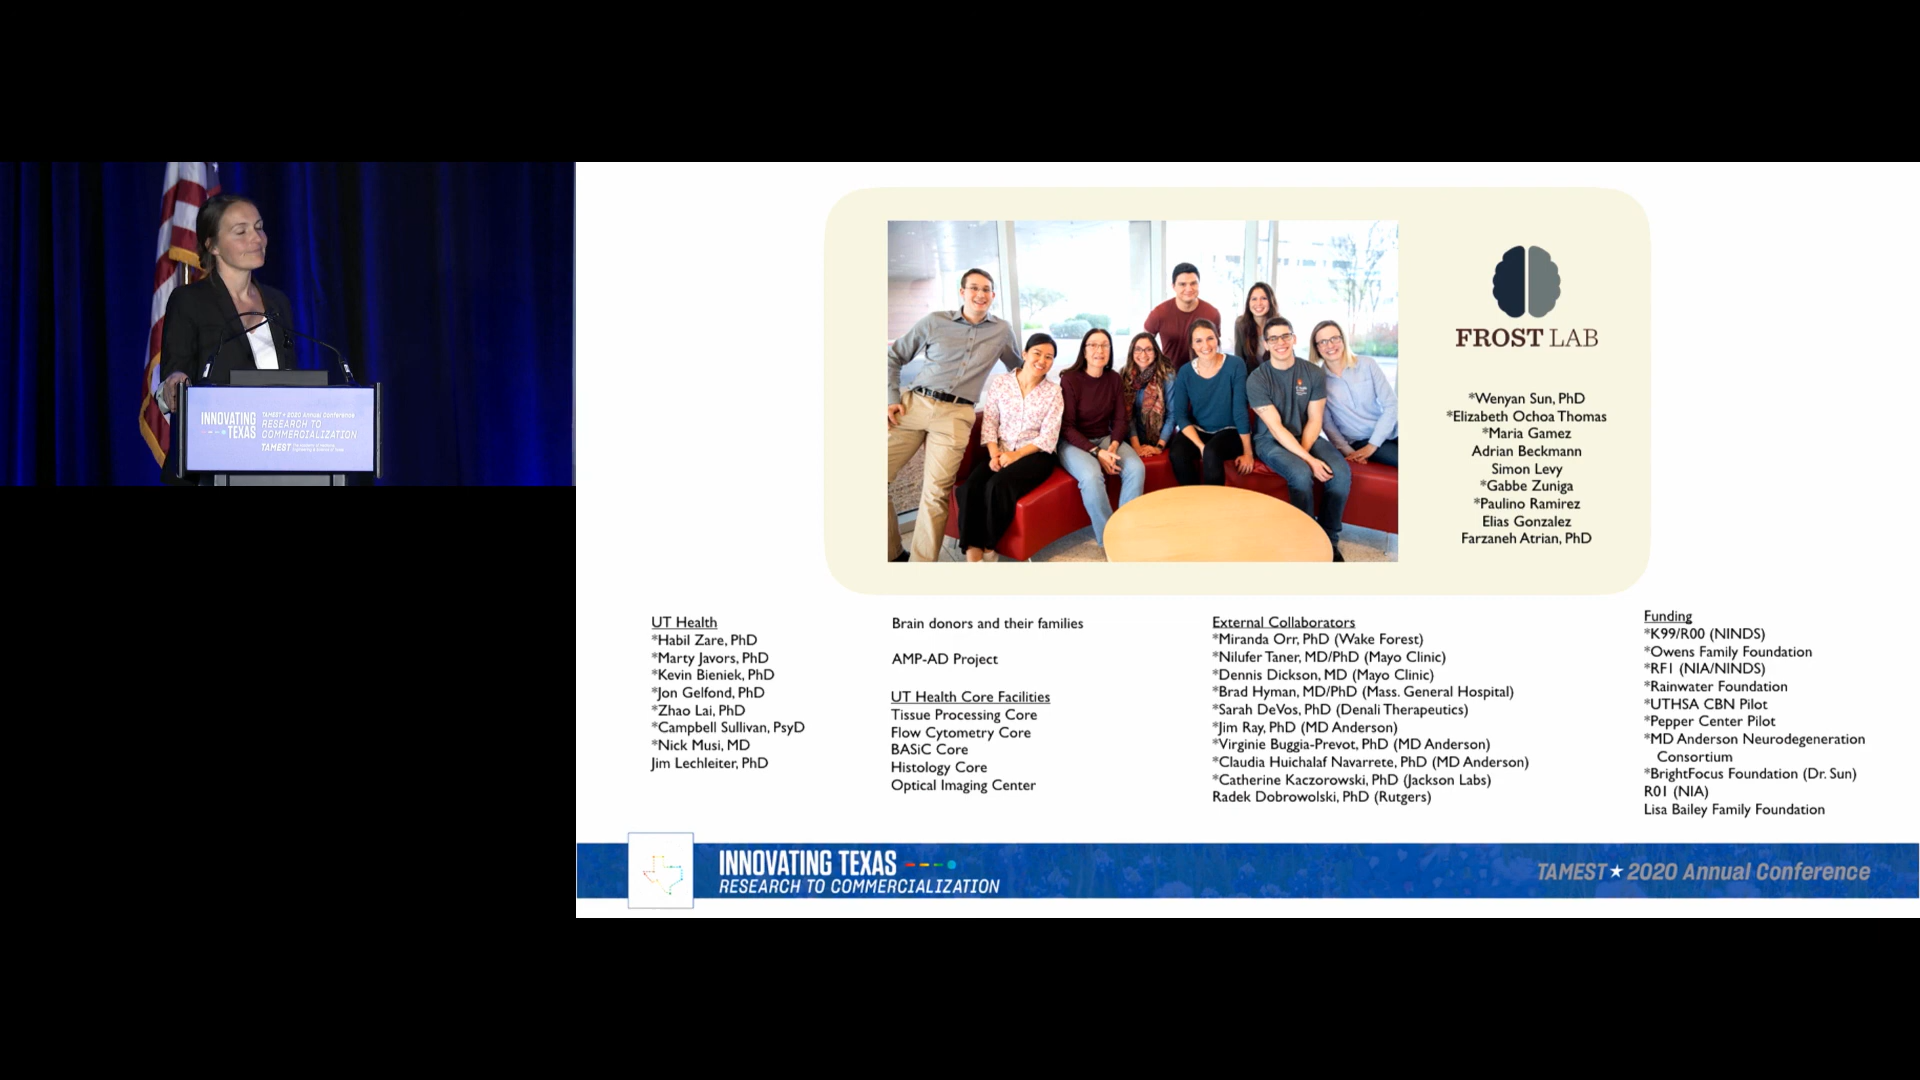 INNOVATING
TEXAS
TAMEST★2020 Annual Conference
RESEARCH TO
COMMERCIALIZATION
TAMEST
FROST LAB
*Wenyan Sun, PhD
*Elizabeth Ochoa Thomas
*Maria Gamez
Adrian Beckmann
Simon Levy
*Gabbe Zuniga
*Paulino Ramirez
Elias Gonzalez
Farzaneh Atrian, PhD
UT Health
*Habil Zare, PhD
*Marty Javors, PhD
*Kevin Bieniek, PhD
*Jon Gelfond, PhD
*Zhao Lai, PhD
*Campbell Sullivan, PsyD
*Nick Musi, MD
Jim Lechleiter, PhD
Brain donors and their families
AMP-AD Project
UT Health Core Facilities
Tissue Processing Core
Flow Cytometry Core
BASiC Core
Histology Core
Optical Imaging Center
External Collaborators
*Miranda Orr, PhD (Wake Forest)
*Nilufer Taner, MD/PhD (Mayo Clinic)
*Dennis Dickson, MD (Mayo Clinic)
*Brad Hyman, MD/PhD (Mass. General Hospital)
*Sarah DeVos, PhD (Denali Therapeutics)
*Jim Ray, PhD (MD Anderson)
*Virginie Buggia-Prevot, PhD (MD Anderson)
*Claudia Huichalaf Navarrete, PhD (MD Anderson)
*Catherine Kaczorowski, PhD (Jackson Labs)
Radek Dobrowolski, PhD (Rutgers)
Funding
*K99/R00 (NINDS)
*Owens Family Foundation
*RF1 (NIA/NINDS)
*Rainwater Foundation
*UTHSA CBN Pilot
*Pepper Center Pilot
*MD Anderson Neurodegeneration
Consortium
*BrightFocus Foundation (Dr. Sun)
R01 (NIA)
Lisa Bailey Family Foundation
INNOVATING TEXAS
RESEARCH TO COMMERCIALIZATION
TAMEST★2020 Annual Conference